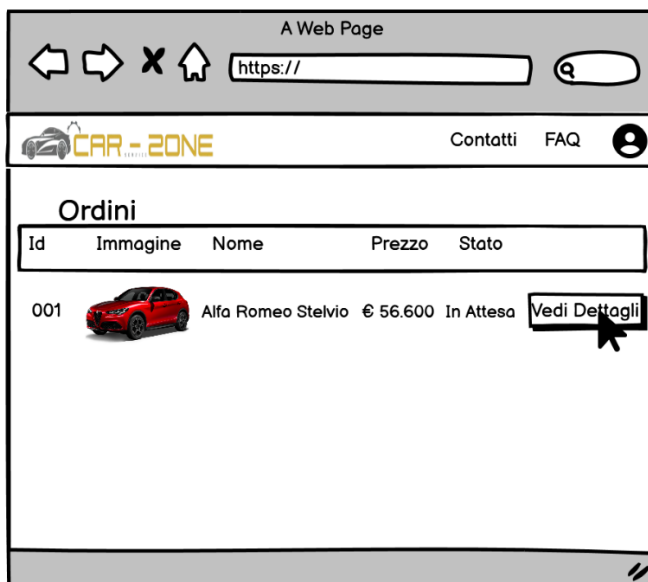 A Web Page
https://
CAR - ZONE
SERVICE
Contatti FAQ
Ordini
Id Immagine Nome Prezzo Stato
001 Alfa Romeo Stelvio € 56.600 In Attesa Vedi Dettagli